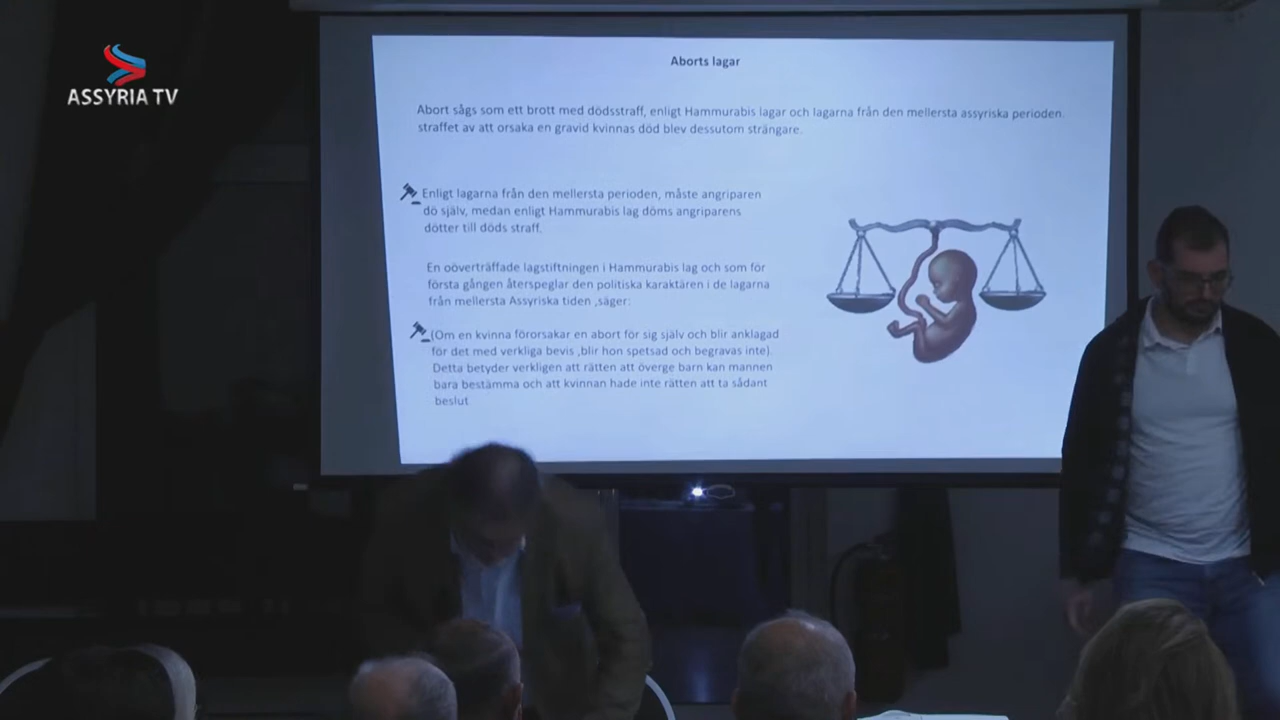 ASSYRIA TV
Aborts lagar
Abort sågs som ett brott med dödsstraff, enligt Hammurabis lagar och lagarna från den mellersta assyriska perioden.
straffet av att orsaka en gravid kvinnas död blev dessutom strängare.
Enligt lagarna från den mellersta perioden, måste angriparen
dö själv, medan enligt Hammurabis lag döms angriparens
dötter till döds straff.
En oöverträffade lagstiftningen i Hammurabis lag och som för
första gången återspeglar den politiska karaktären i de lagarna
från mellersta Assyriska tiden ,säger:
(Om en kvinna förorsakar en abort för sig själv och blir anklagad
för det med verkliga bevis ,blir hon spetsad och begravas inte).
Detta betyder verkligen att rätten att överge barn kan mannen
bara bestämma och att kvinnan hade inte rätten att ta sådant
beslut.